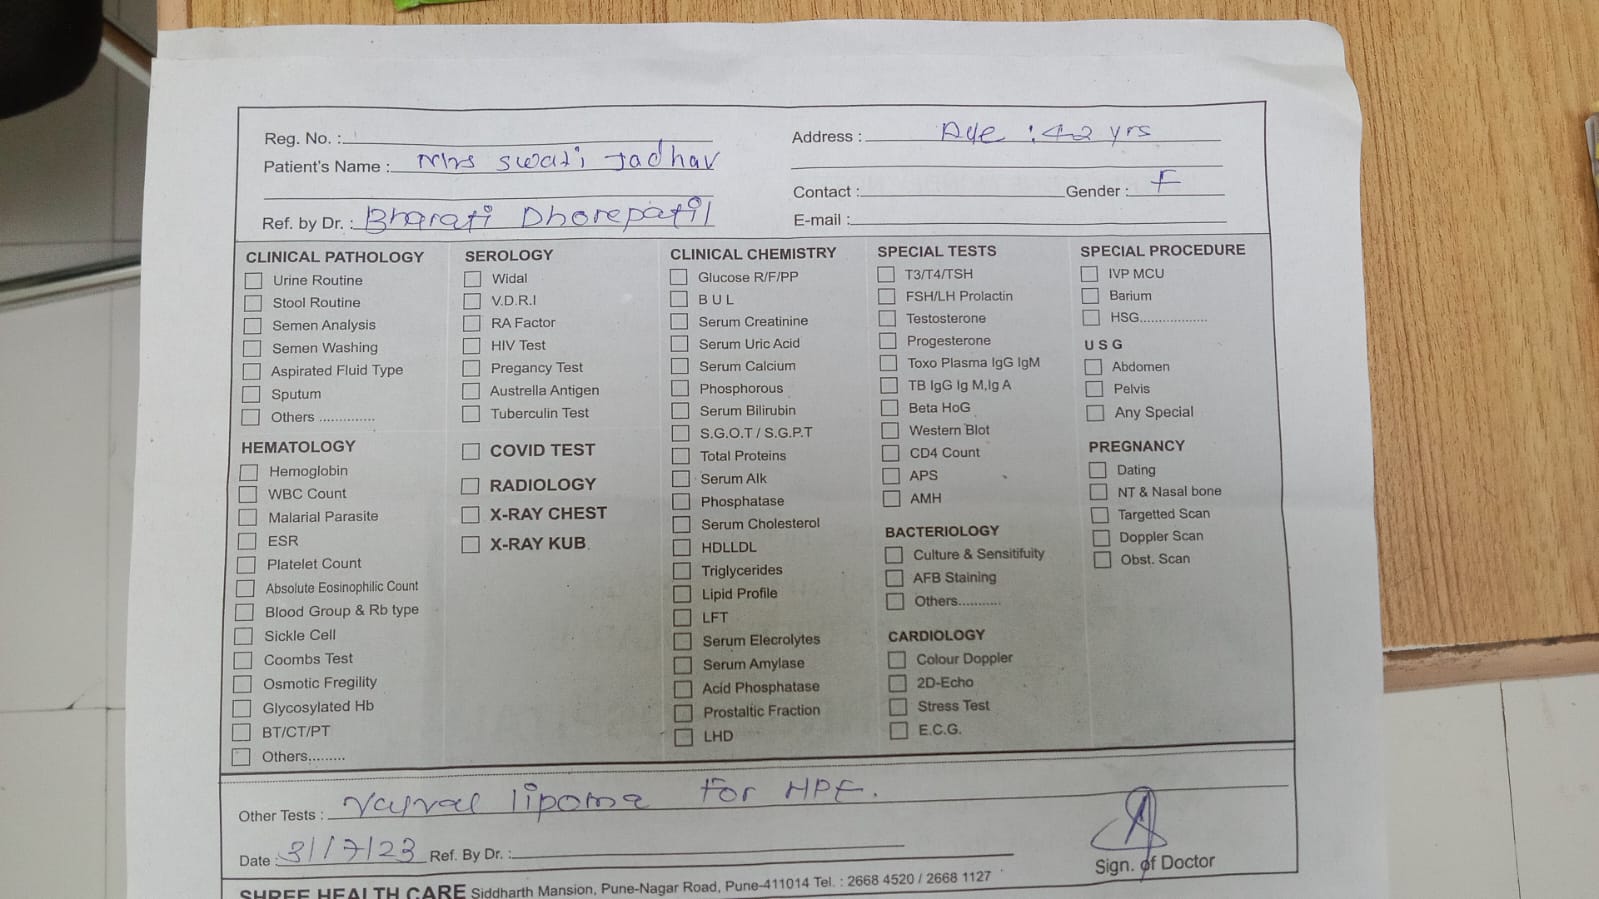 Reg. No. :
Address : Age : 42 yrs
Patient's Name : Mrs Swati Jadhav
Contact : Gender : F
Ref. by Dr. : Bharati Dhorepatil
E-mail :
CLINICAL PATHOLOGY
Urine Routine
Stool Routine
Semen Analysis
Semen Washing
Aspirated Fluid Type
Sputum
Others ..............
HEMATOLOGY
Hemoglobin
WBC Count
Malarial Parasite
ESR
Platelet Count
Absolute Eosinophilic Count
Blood Group & Rb type
Sickle Cell
Coombs Test
Osmotic Fregility
Glycosylated Hb
BT/CT/PT
Others.........
SEROLOGY
Widal
V.D.R.I
RA Factor
HIV Test
Pregancy Test
Austrella Antigen
Tuberculin Test
COVID TEST
RADIOLOGY
X-RAY CHEST
X-RAY KUB
CLINICAL CHEMISTRY
Glucose R/F/PP
B U L
Serum Creatinine
Serum Uric Acid
Serum Calcium
Phosphorous
Serum Bilirubin
S.G.O.T / S.G.P.T
Total Proteins
Serum Alk
Phosphatase
Serum Cholesterol
HDLLDL
Triglycerides
Lipid Profile
LFT
Serum Elecrolytes
Serum Amylase
Acid Phosphatase
Prostaltic Fraction
LHD
SPECIAL TESTS
T3/T4/TSH
FSH/LH Prolactin
Testosterone
Progesterone
Toxo Plasma IgG IgM
TB IgG Ig M,Ig A
Beta HoG
Western Blot
CD4 Count
APS
AMH
BACTERIOLOGY
Culture & Sensitifuity
AFB Staining
Others...........
CARDIOLOGY
Colour Doppler
2D-Echo
Stress Test
E.C.G.
SPECIAL PROCEDURE
IVP MCU
Barium
HSG.................
U S G
Abdomen
Pelvis
Any Special
PREGNANCY
Dating
NT & Nasal bone
Targetted Scan
Doppler Scan
Obst. Scan
Other Tests : lipoma for HPE.
Date : 31/7/23 Ref. By Dr. :
Sign. of Doctor
SHREE HEALTH CARE Siddharth Mansion, Pune-Nagar Road, Pune-411014 Tel. : 2668 4520 / 2668 1127